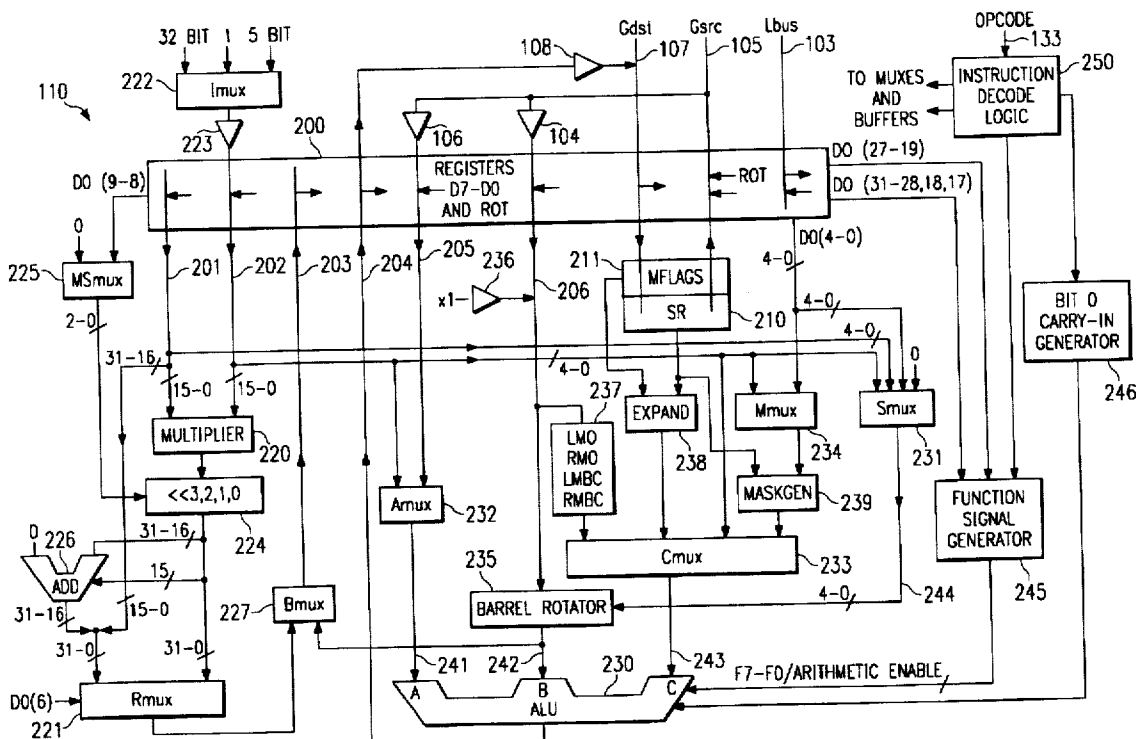 32 BIT 1 5 BIT
Imux
222
223
110
108
Gdst
107
Gsrc
105
Lbus
103
OPCODE
133
INSTRUCTION
DECODE
LOGIC
250
TO MUXES
AND
BUFFERS
106
104
200
REGISTERS
D7-D0
AND ROT
ROT
D0 (9-8)
D0 (27-19)
D0 (31-28,18,17)
D0(4-0)
0
225
MSmux
2-0
201
202
203
204
205
206
236
x1
211
MFLAGS
SR
210
4-0
4-0
4-0
4-0
0
BIT 0
CARRY-IN
GENERATOR
246
31-16
15-0
15-0
MULTIPLIER
220
<<3,2,1,0
224
237
LMO
RMO
LMBC
RMBC
EXPAND
238
Mmux
234
Smux
231
Amux
232
MASKGEN
239
FUNCTION
SIGNAL
GENERATOR
245
0
226
ADD
31-16
15
31-16
15-0
31-0
31-0
227
Bmux
235
BARREL ROTATOR
Cmux
233
4-0
244
241
242
230
243
F7-F0/ARITHMETIC ENABLE
D0(6)
Rmux
221
A
B
C
ALU